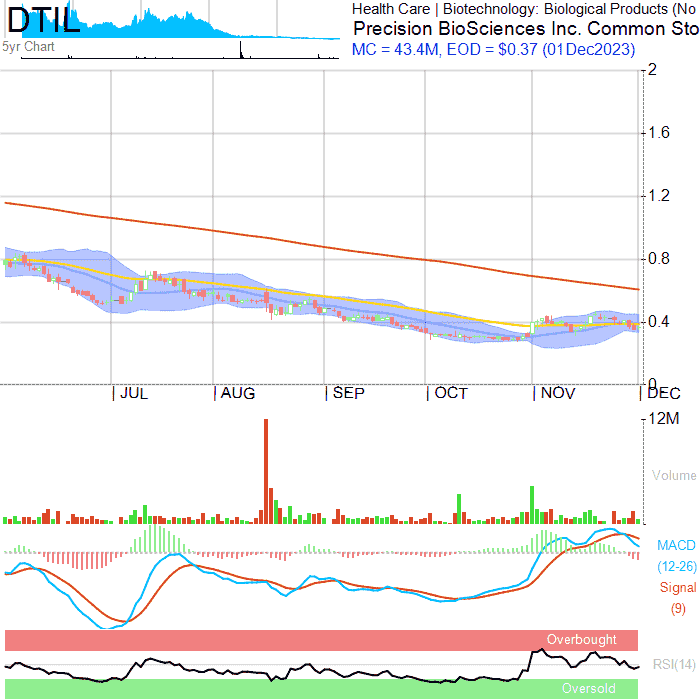 DTIL
5yr Chart
Health Care | Biotechnology: Biological Products (No
Precision BioSciences Inc. Common Sto
MC = 43.4M, EOD = $0.37 (01Dec2023)
2
1.6
1.2
0.8
0.4
0
JUL AUG SEP OCT NOV DEC
12M
Volume
MACD
(12-26)
Signal
(9)
Overbought
RSI(14)
Oversold